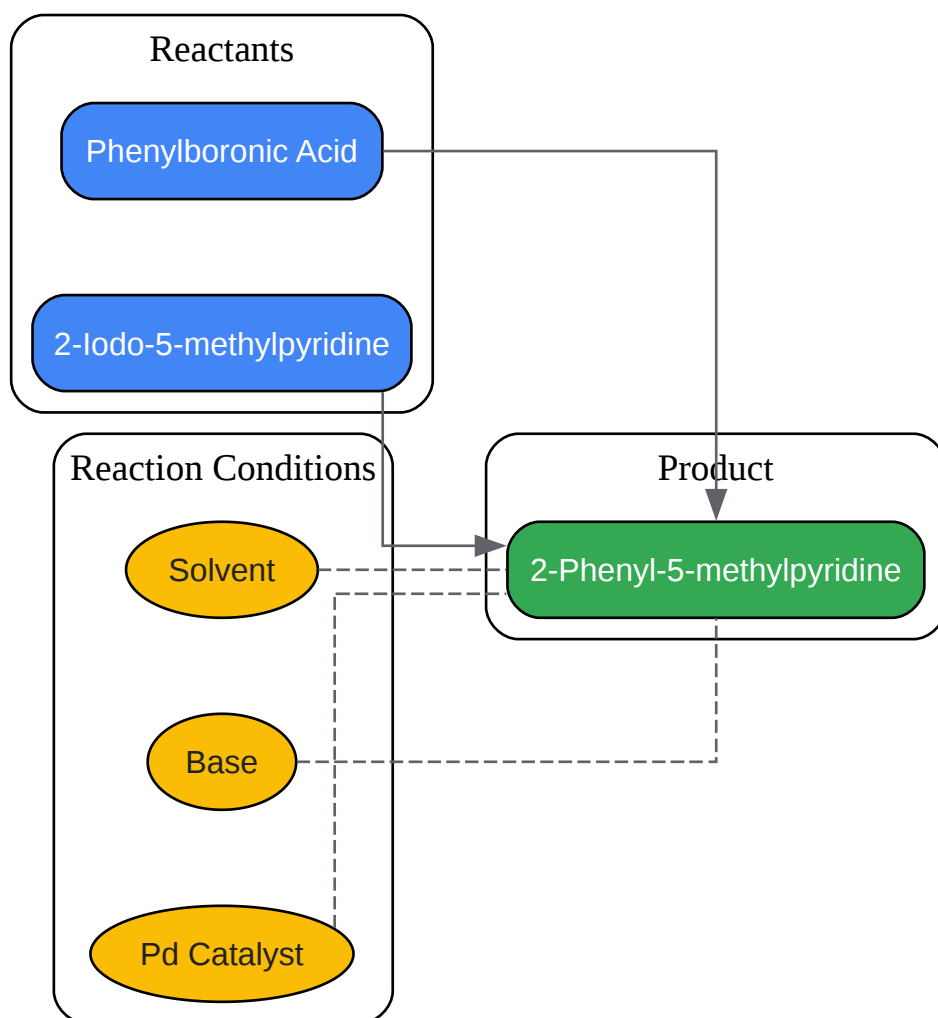 Reactants
Phenylboronic Acid
2-Iodo-5-methylpyridine
Reaction Conditions
Solvent
Base
Pd Catalyst
Product
2-Phenyl-5-methylpyridine